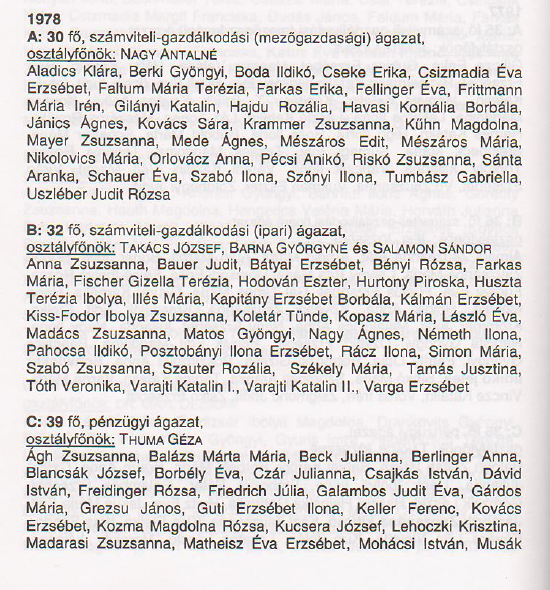 1978
A: 30 fő, számviteli-gazdálkodási (mezőgazdasági) ágazat,
osztályfőnök: NAGY ANTALNÉ
Aladics Klára, Berki Gyöngyi, Boda Ildikó, Cseke Erika, Csizmadia Éva
Erzsébet, Faltum Mária Terézia, Farkas Erika, Fellinger Éva, Frittmann
Mária Irén, Gilányi Katalin, Hajdu Rozália, Havasi Kornália Borbála,
Jánics Ágnes, Kovács Sára, Krammer Zsuzsanna, Kűhn Magdolna,
Mayer Zsuzsanna, Mede Ágnes, Mészáros Edit, Mészáros Mária,
Nikolovics Mária, Orlovácz Anna, Pécsi Anikó, Riskó Zsuzsanna, Sánta
Aranka, Schauer Éva, Szabó Ilona, Szőnyi Ilona, Tumbász Gabriella,
Uszléber Judit Rózsa
B: 32 fő, számviteli-gazdálkodási (ipari) ágazat,
osztályfőnök: TAKÁCS JÓZSEF, BARNA GYÖRGYNÉ és SALAMON SÁNDOR
Anna Zsuzsanna, Bauer Judit, Bátyai Erzsébet, Bényi Rózsa, Farkas
Mária, Fischer Gizella Terézia, Hodován Eszter, Hurtony Piroska, Huszta
Terézia Ibolya, Illés Mária, Kapitány Erzsébet Borbála, Kálmán Erzsébet,
Kiss-Fodor Ibolya Zsuzsanna, Koletár Tünde, Kopasz Mária, László Éva,
Madács Zsuzsanna, Matos Gyöngyi, Nagy Ágnes, Németh Ilona,
Pahocsa Ildikó, Posztobányi Ilona Erzsébet, Rácz Ilona, Simon Mária,
Szabó Zsuzsanna, Szauter Rozália, Székely Mária, Tamás Jusztina,
Tóth Veronika, Varajti Katalin I., Varajti Katalin II., Varga Erzsébet
C: 39 fő, pénzügyi ágazat,
osztályfőnök: THUMA GÉZA
Ágh Zsuzsanna, Balázs Márta Mária, Beck Julianna, Berlinger Anna,
Blancsák József, Borbély Éva, Czár Julianna, Csajkás István, Dávid
István, Freidinger Rózsa, Friedrich Júlia, Galambos Judit Éva, Gárdos
Mária, Grezsu János, Guti Erzsébet Ilona, Keller Ferenc, Kovács
Erzsébet, Kozma Magdolna Rózsa, Kucsera József, Lehoczki Krisztina,
Madarasi Zsuzsanna, Matheisz Éva Erzsébet, Mohácsi István, Musák